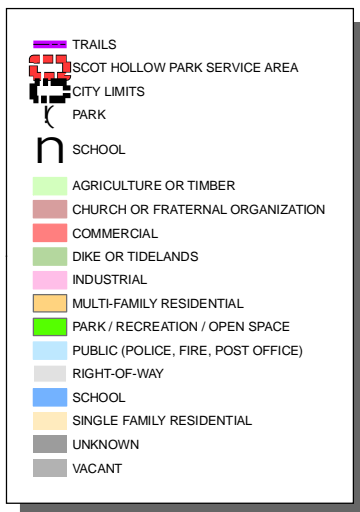 TRAILS
SCOT HOLLOW PARK SERVICE AREA
CITY LIMITS
PARK
n SCHOOL
AGRICULTURE OR TIMBER
CHURCH OR FRATERNAL ORGANIZATION
COMMERCIAL
DIKE OR TIDELANDS
INDUSTRIAL
MULTI-FAMILY RESIDENTIAL
PARK / RECREATION / OPEN SPACE
PUBLIC (POLICE, FIRE, POST OFFICE)
RIGHT-OF-WAY
SCHOOL
SINGLE FAMILY RESIDENTIAL
UNKNOWN
VACANT